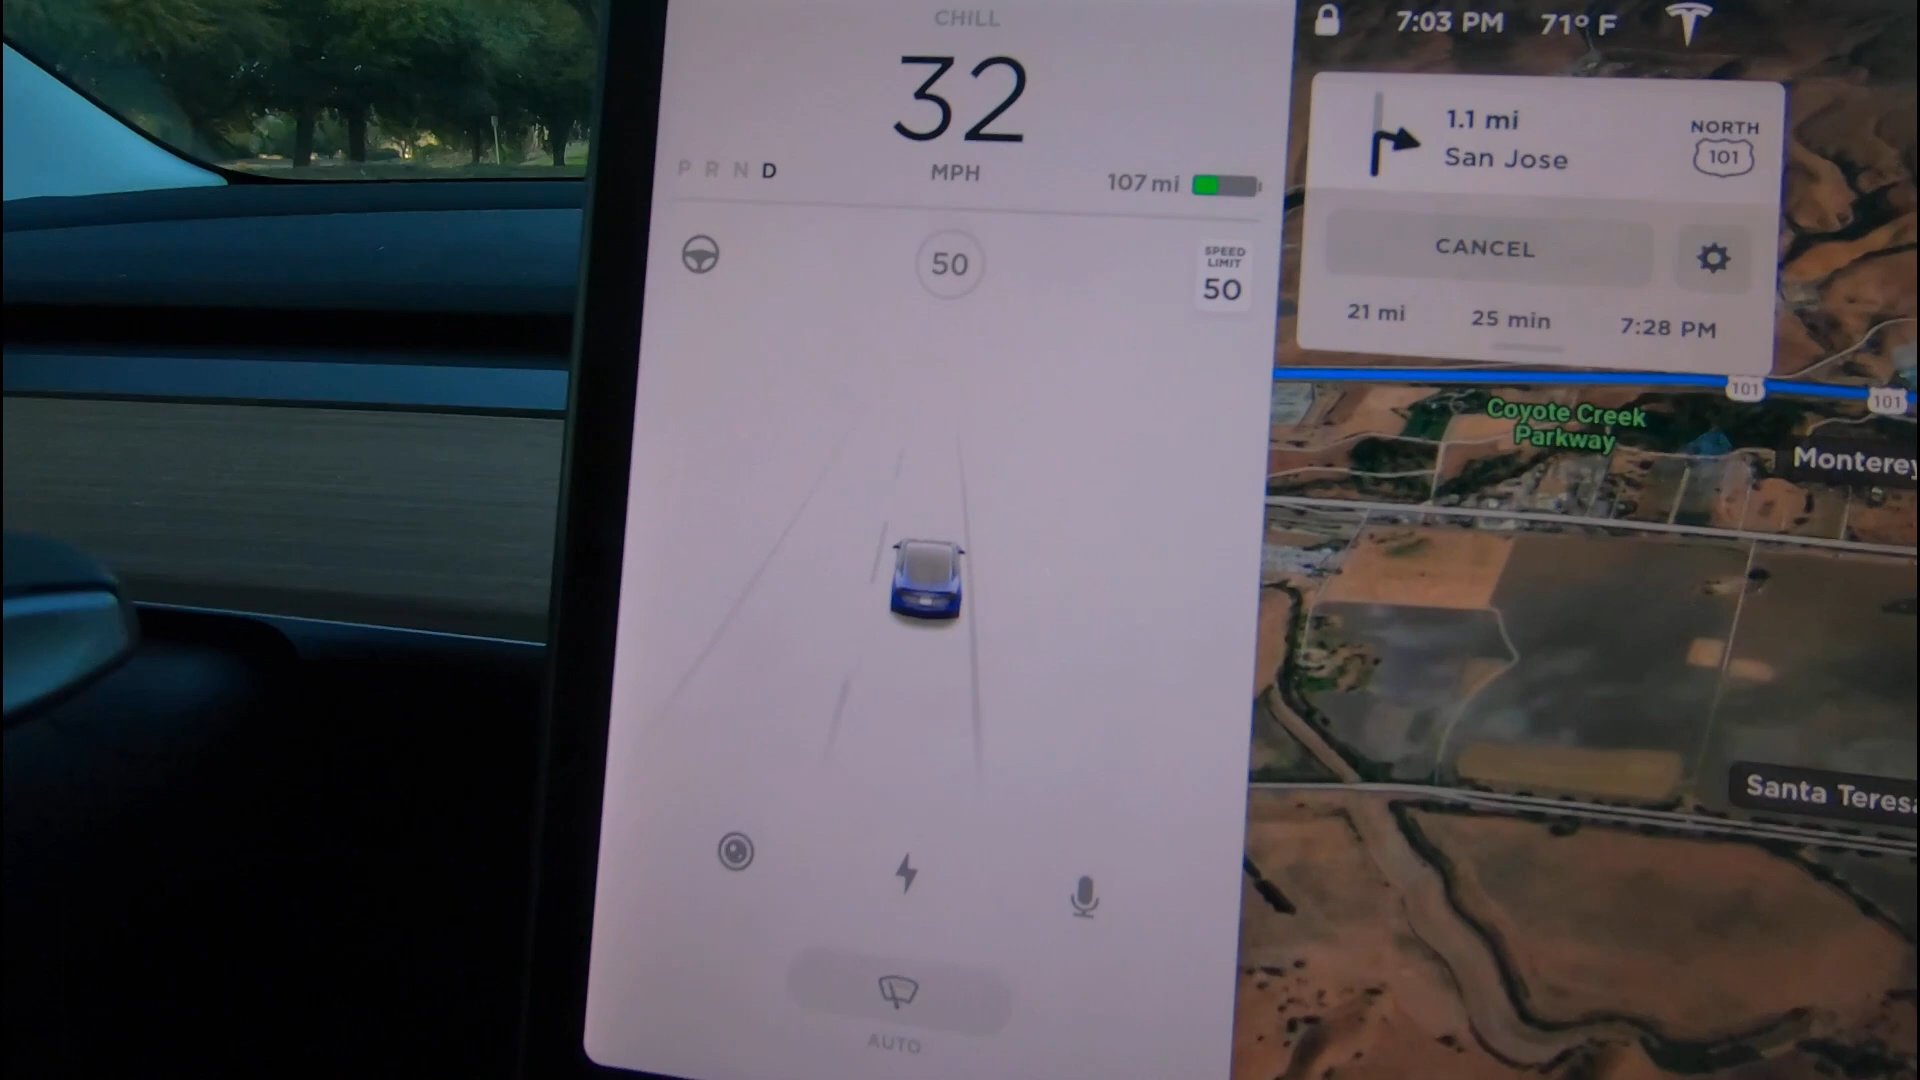 CHILL
32
MPH
P R N D
107 mi
50
SPEED
LIMIT
50
AUTO
7:03 PM 71° F
1.1 mi
San Jose
NORTH
101
CANCEL
21 mi 25 min 7:28 PM
101
101
Coyote Creek
Parkway
Monterey
Santa Teresa